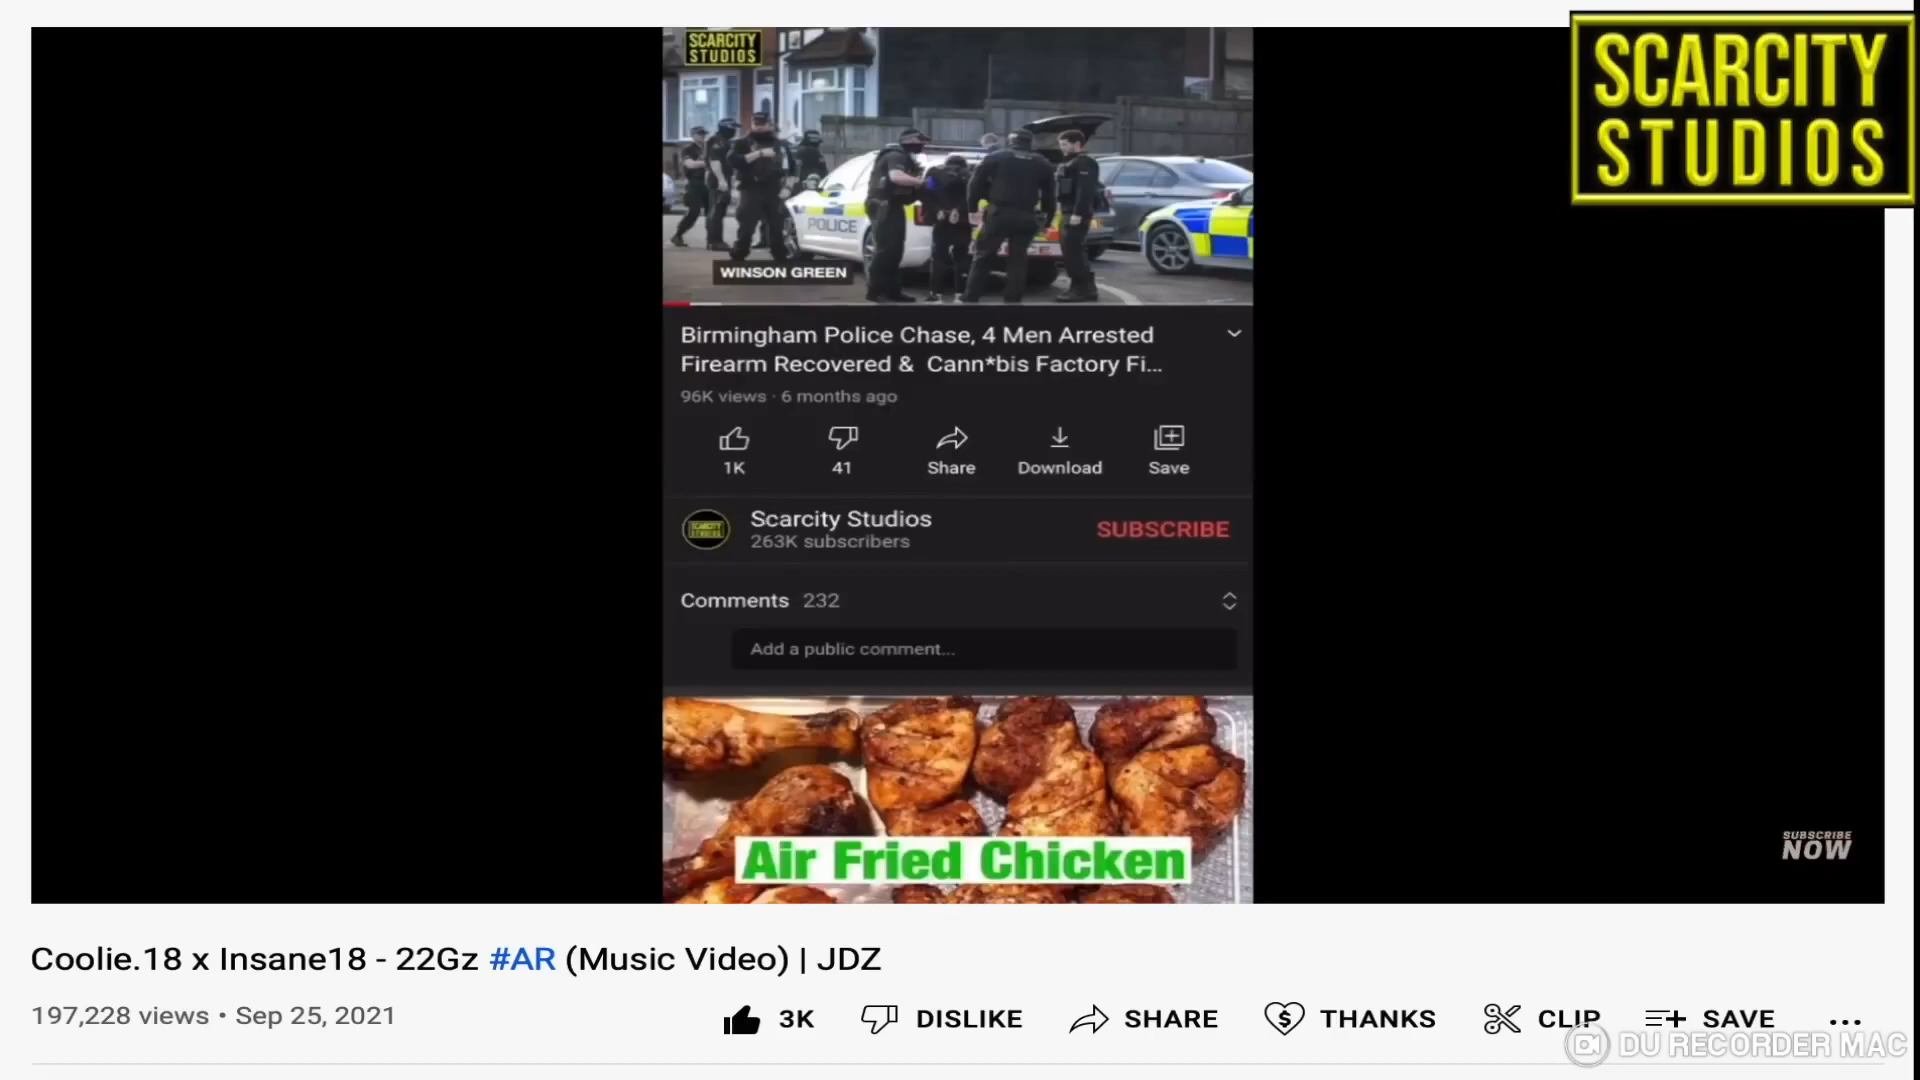 SCARCITY
STUDIOS
SCARCITY
STUDIOS
POLICE
WINSON GREEN
Birmingham Police Chase, 4 Men Arrested
Firearm Recovered & Cann*bis Factory Fi...
96K views · 6 months ago
1K
41
Share
Download
Save
Scarcity Studios
263K subscribers
SUBSCRIBE
Comments 232
Add a public comment...
Air Fried Chicken
SUBSCRIBE
NOW
Coolie.18 x Insane18 - 22Gz #AR (Music Video) | JDZ
197,228 views • Sep 25, 2021
3K
DISLIKE
SHARE
THANKS
CLIP
SAVE
...
DU RECORDER MAC